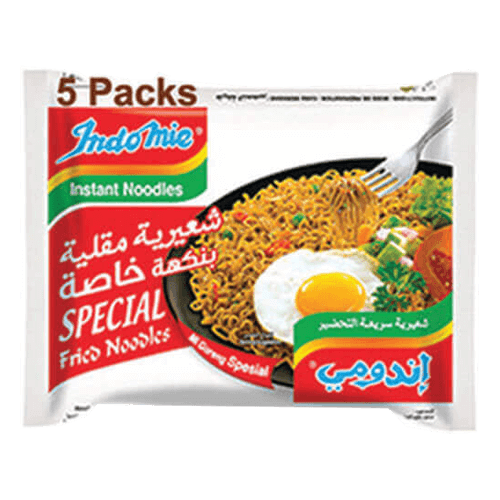 5 Packs
Indomie®
Instant Noodles
شعيرية مقلية
بنكهة خاصة
SPECIAL
Fried Noodles
Mi Goreng Spesial
شعيرية سريعة التحضير
إندومي®